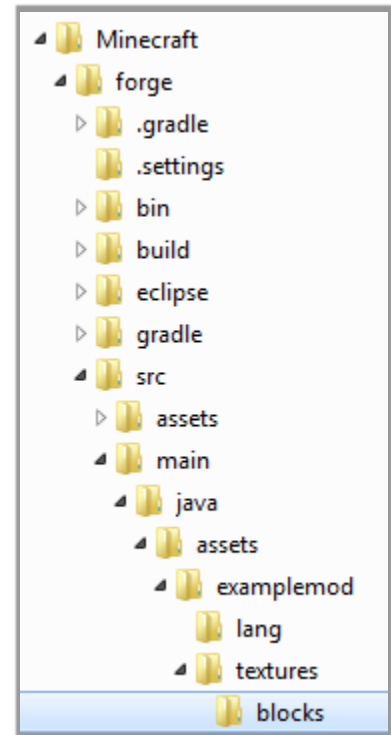 Minecraft
forge
.gradle
.settings
bin
build
eclipse
gradle
src
assets
main
java
assets
examplemod
lang
textures
blocks